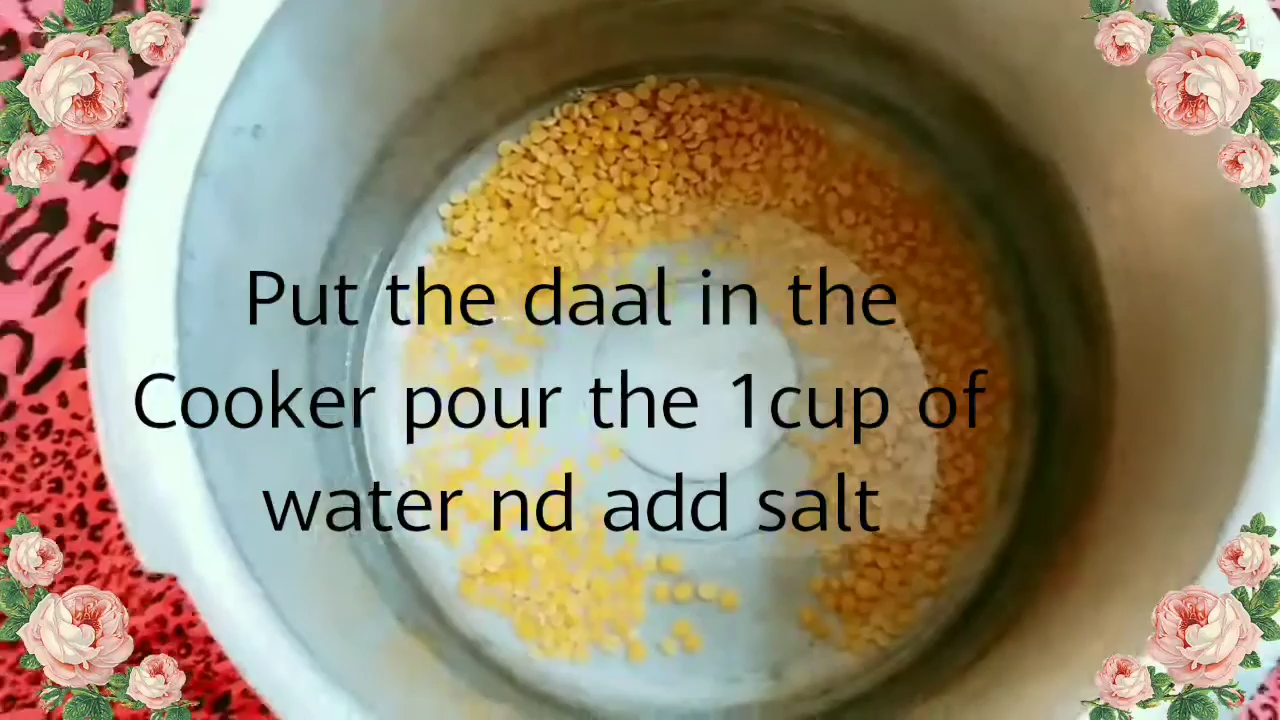 Put the daal in the
Cooker pour the 1cup of
water nd add salt